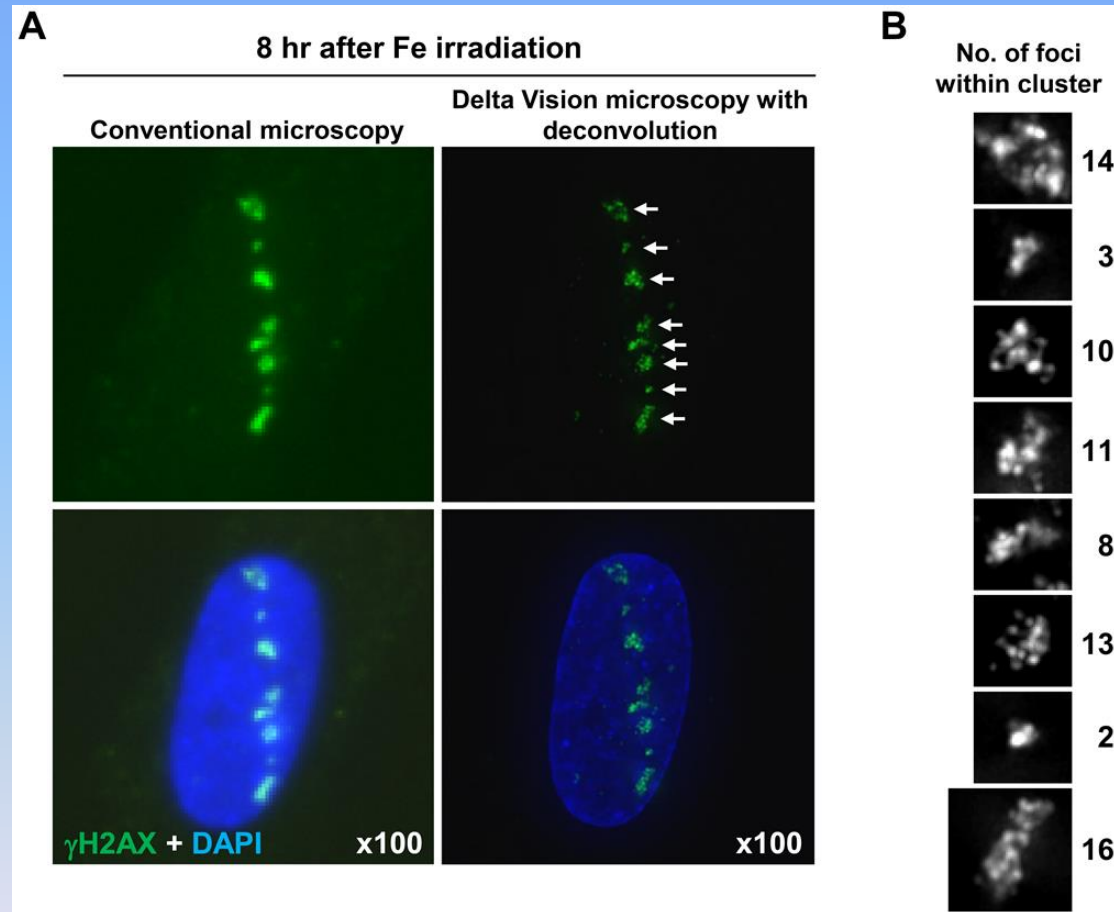 A
8 hr after Fe irradiation
Conventional microscopy
Delta Vision microscopy with
deconvolution
γH2AX + DAPI
x100
x100
B
No. of foci
within cluster
14
3
10
11
8
13
2
16